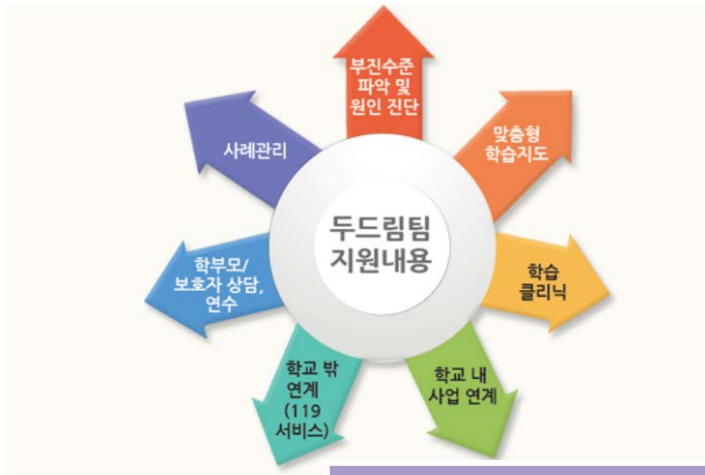 부진수준
파악 및
원인 진단
맞춤형
학습지도
학습
클리닉
학교 내
사업 연계
학교 밖
연계
(119
서비스)
학부모/
보호자 상담,
연수
사례관리
두드림팀
지원내용